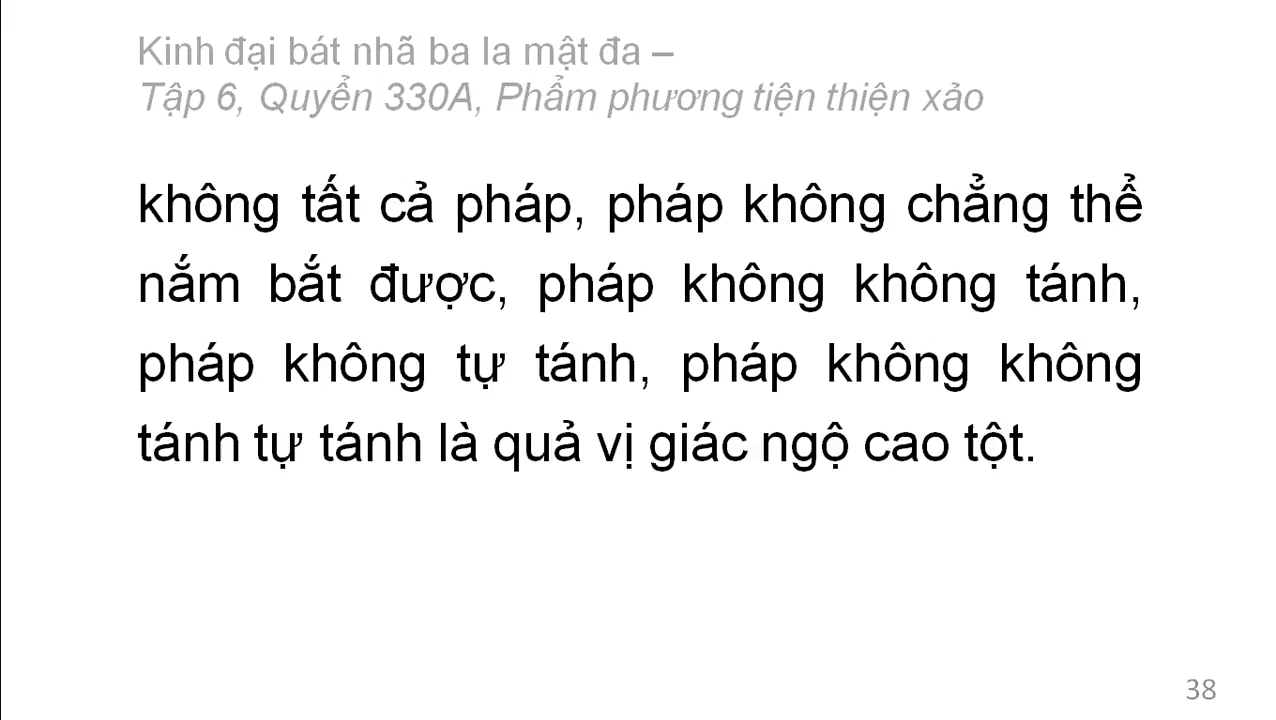 Kinh đại bát nhã ba la mật đa –
Tập 6, Quyển 330A, Phẩm phương tiện thiện xảo
không tất cả pháp, pháp không chẳng thể
nắm bắt được, pháp không không tánh,
pháp không tự tánh, pháp không không
tánh tự tánh là quả vị giác ngộ cao tột.
38